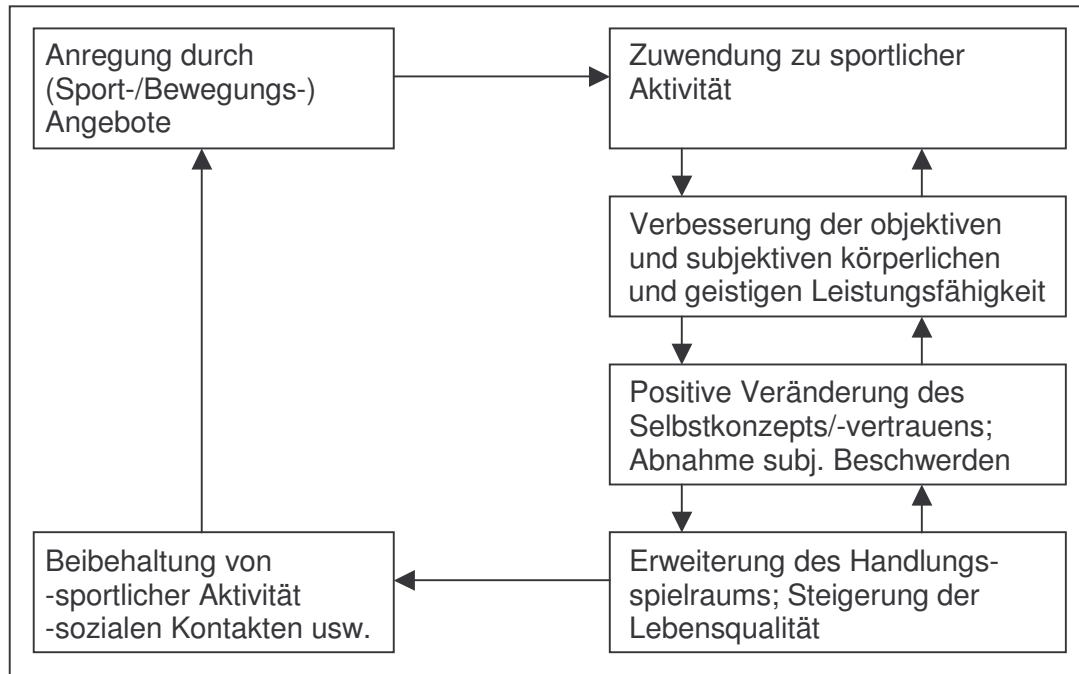 Anregung durch
(Sport-/Bewegungs-)
Angebote
Zuwendung zu sportlicher
Aktivität
Verbesserung der objektiven
und subjektiven körperlichen
und geistigen Leistungsfähigkeit
Positive Veränderung des
Selbstkonzepts/-vertrauens;
Abnahme subj. Beschwerden
Erweiterung des Handlungs-
spielraums; Steigerung der
Lebensqualität
Beibehaltung von
-sportlicher Aktivität
-sozialen Kontakten usw.